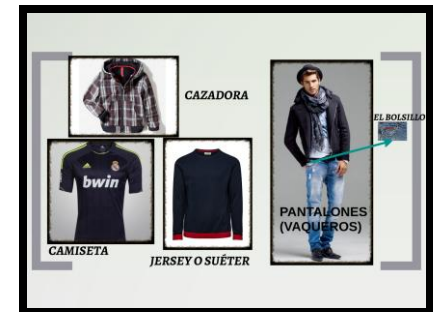 CAZADORA
EL BOLSILLO
bwin
PANTALONES
(VAQUEROS)
CAMISETA
JERSEY O SUÉTER